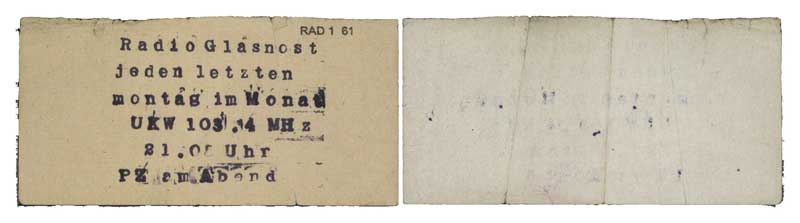 RAD 1 61
Radio Glasnost
jeden letzten
montag im Monat
UKW 103.4 MHz
21.00 Uhr
PZ am Abend